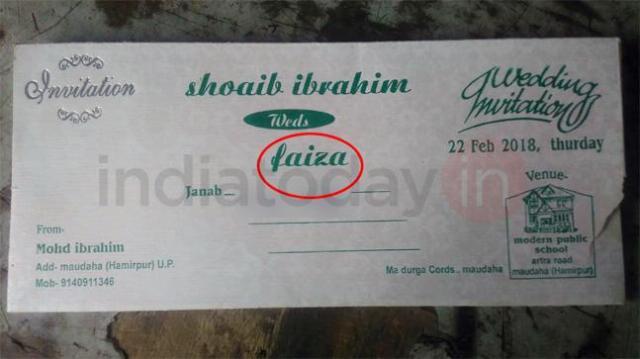 Invitation
shoaib ibrahim
Weds
faiza
Wedding
Invitation
22 Feb 2018, thurday
indiatoday.in
Janab
Venue-
modern public
school
artra road
maudaha (Hamirpur)
From-
Mohd ibrahim
Add- maudaha (Hamirpur) U.P.
Mob- 9140911346
Ma durga Cords., maudaha